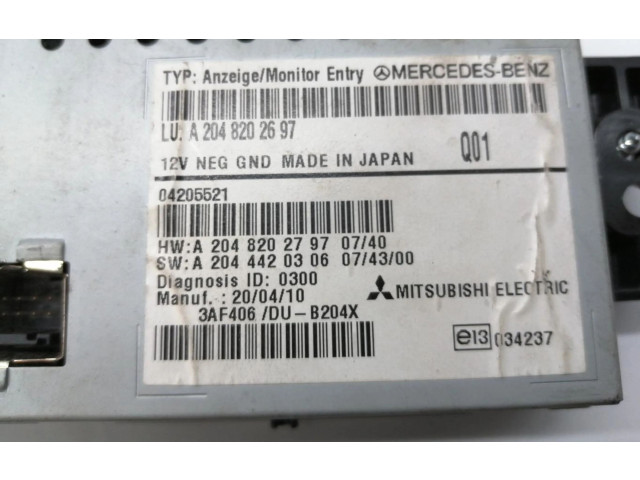 TYP: Anzeige/Monitor Entry MERCEDES-BENZ
LU: A 204 820 26 97
12V NEG GND MADE IN JAPAN Q01
04205521
HW: A 204 820 27 97 07/40
SW: A 204 442 03 06 07/43/00
Diagnosis ID: 0300
Manuf. : 20/04/10 MITSUBISHI ELECTRIC
3AF406 /DU-B204X
e13 034237